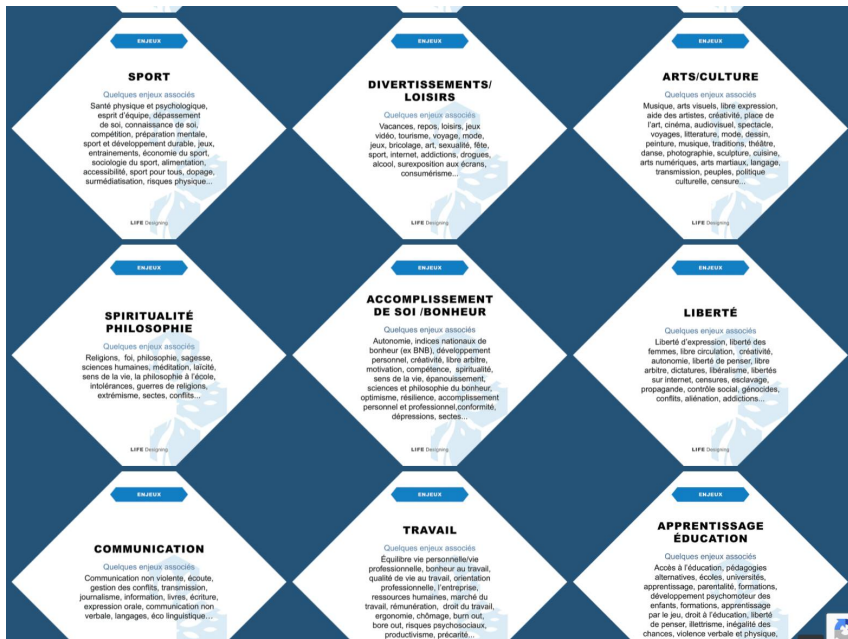 ENJEUX
SPORT
Quelques enjeux associés
Santé physique et psychologique,
esprit d'équipe, dépassement
de soi, connaissance de soi,
compétition, préparation mentale,
sport et développement durable, jeux,
entrainements, économie du sport,
sociologie du sport, alimentation,
accessibilité, sport pour tous, dopage,
surmédiatisation, risques physique...
LIFE Designing
ENJEUX
DIVERTISSEMENTS/
LOISIRS
Quelques enjeux associés
Vacances, repos, loisirs, jeux
vidéo, tourisme, voyage, mode,
jeux, bricolage, art, sexualité, fête,
sport, internet, addictions, drogues,
alcool, surexposition aux écrans,
consumérisme...
LIFE Designing
ENJEUX
ARTS/CULTURE
Quelques enjeux associés
Musique, arts visuels, libre expression,
aide des artistes, créativité, place de
l'art, cinéma, audiovisuel, spectacle,
voyages, litterature, mode, dessin,
peinture, musique, traditions, théâtre,
danse, photographie, sculpture, cuisine,
arts numériques, arts martiaux, langage,
transmission, peuples, politique
culturelle, censure...
LIFE Designing
ENJEUX
SPIRITUALITÉ
PHILOSOPHIE
Quelques enjeux associés
Religions, foi, philosophie, sagesse,
sciences humaines, méditation, laïcité,
sens de la vie, la philosophie à l'école,
intolérances, guerres de religions,
extrémisme, sectes, conflits...
LIFE Designing
ENJEUX
ACCOMPLISSEMENT
DE SOI /BONHEUR
Quelques enjeux associés
Autonomie, indices nationaux de
bonheur (ex BNB), développement
personnel, créativité, libre arbitre,
motivation, compétence, spiritualité,
sens de la vie, épanouissement,
sciences et philosophie du bonheur,
optimisme, résilience, accomplissement
personnel et professionnel,conformité,
dépressions, sectes...
LIFE Designing
ENJEUX
LIBERTÉ
Quelques enjeux associés
Liberté d'expression, liberté des
femmes, libre circulation, créativité,
autonomie, liberté de penser, libre
arbitre, dictatures, libéralisme, libertés
sur internet, censures, esclavage,
propagande, contrôle social, génocides,
conflits, aliénation, addictions...
LIFE Designing
ENJEUX
COMMUNICATION
Quelques enjeux associés
Communication non violente, écoute,
gestion des conflits, transmission,
journalisme, information, livres, écriture,
expression orale, communication non
verbale, langages, éco linguistique...
ENJEUX
TRAVAIL
Quelques enjeux associés
Équilibre vie personnelle/vie
professionnelle, bonheur au travail,
qualité de vie au travail, orientation
professionnelle, l'entreprise,
ressources humaines, marché du
travail, rémunération, droit du travail,
ergonomie, chômage, burn out,
bore out, risques psychosociaux,
productivisme, précarité...
ENJEUX
APPRENTISSAGE
ÉDUCATION
Quelques enjeux associés
Accès à l'éducation, pédagogies
alternatives, écoles, universités,
apprentissage, parentalité, formations,
développement psychomoteur des
enfants, formations, apprentissage
par le jeu, droit à l'éducation, liberté
de penser, illettrisme, inégalité des
chances, violence verbale et physique,